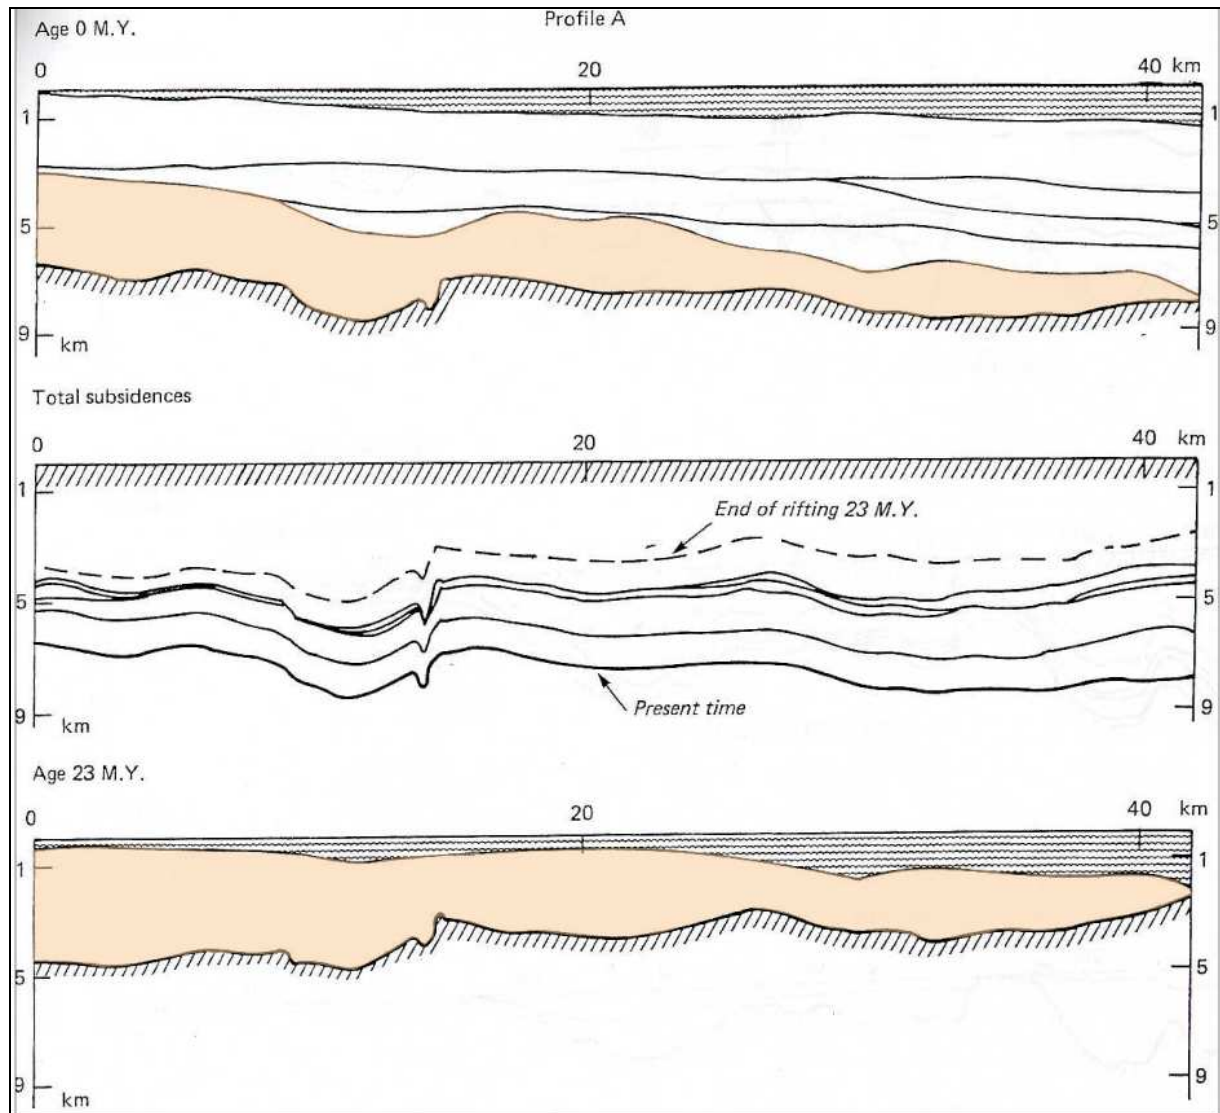 Profile A
Age 0 M.Y.
0 20 40 km
1 1
5 5
9 9
km
Total subsidences
0 20 40 km
1 1
End of rifting 23 M.Y.
5 5
Present time
9 9
km
Age 23 M.Y.
0 20 40 km
1 1
5 5
9 9
km